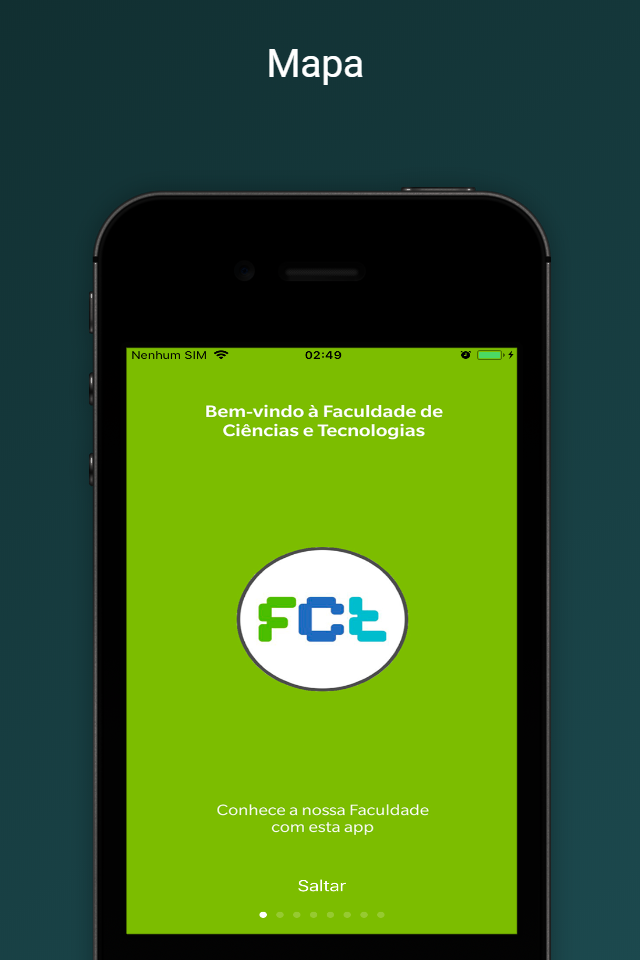 Mapa
Nenhum SIM 02:49
Bem-vindo à Faculdade de
Ciências e Tecnologias
FCt
Conhece a nossa Faculdade
com esta app
Saltar